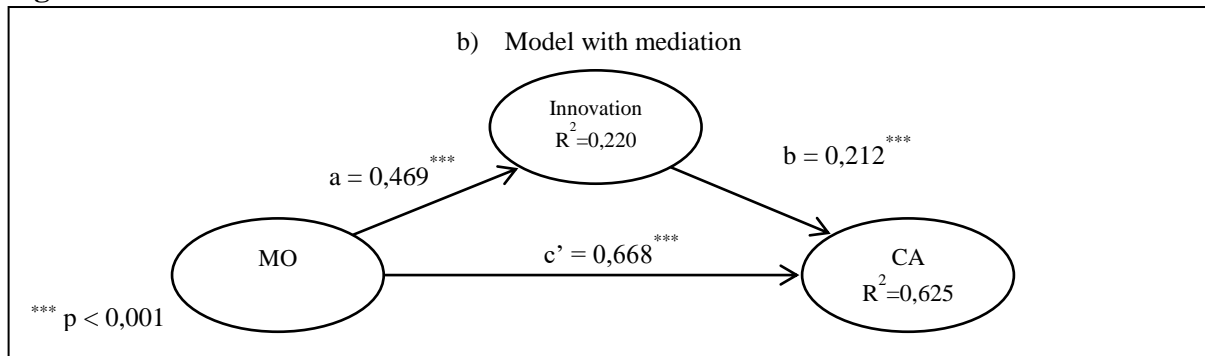 b) Model with mediation
Innovation
R²=0,220
a = 0,469***
b = 0,212***
MO
c’ = 0,668***
CA
R²=0,625
*** p < 0,001